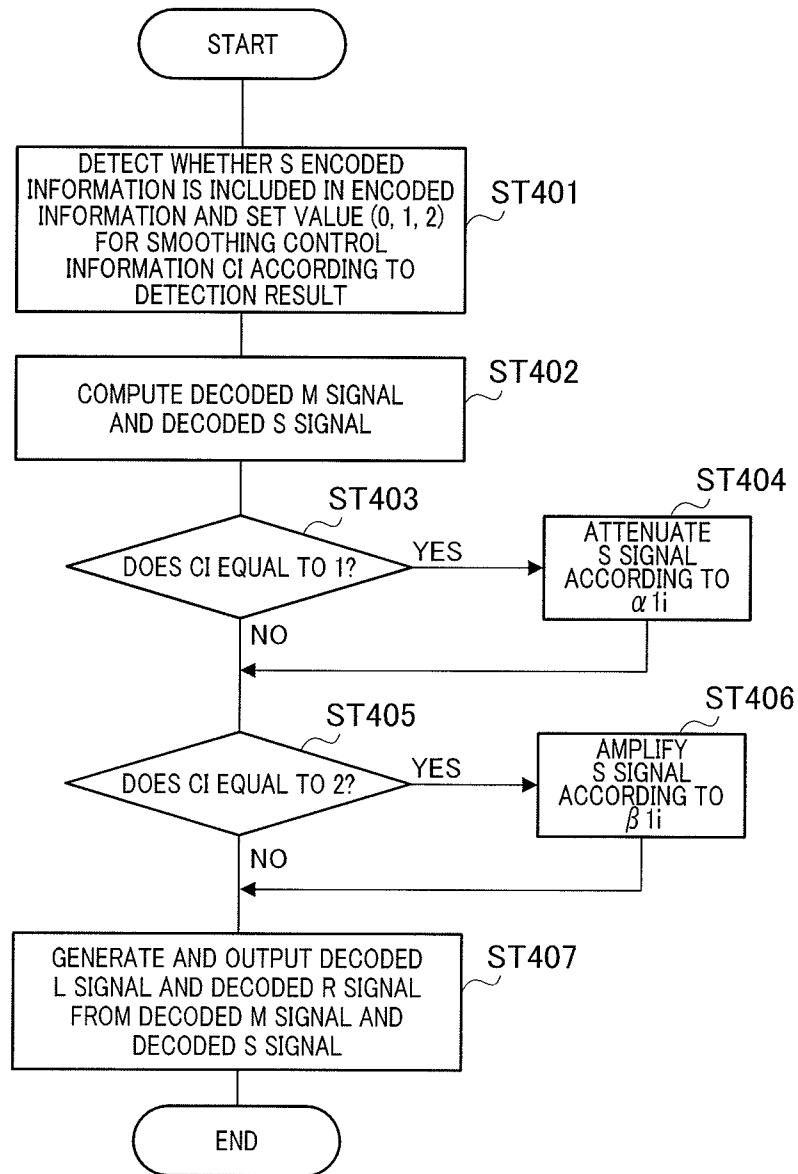 START
DETECT WHETHER S ENCODED
INFORMATION IS INCLUDED IN ENCODED
INFORMATION AND SET VALUE (0, 1, 2)
FOR SMOOTHING CONTROL
INFORMATION CI ACCORDING TO
DETECTION RESULT
ST401
COMPUTE DECODED M SIGNAL
AND DECODED S SIGNAL
ST402
ST403
DOES CI EQUAL TO 1?
YES
NO
ST404
ATTENUATE
S SIGNAL
ACCORDING TO
α 1i
ST405
DOES CI EQUAL TO 2?
YES
NO
ST406
AMPLIFY
S SIGNAL
ACCORDING TO
β 1i
GENERATE AND OUTPUT DECODED
L SIGNAL AND DECODED R SIGNAL
FROM DECODED M SIGNAL AND
DECODED S SIGNAL
ST407
END